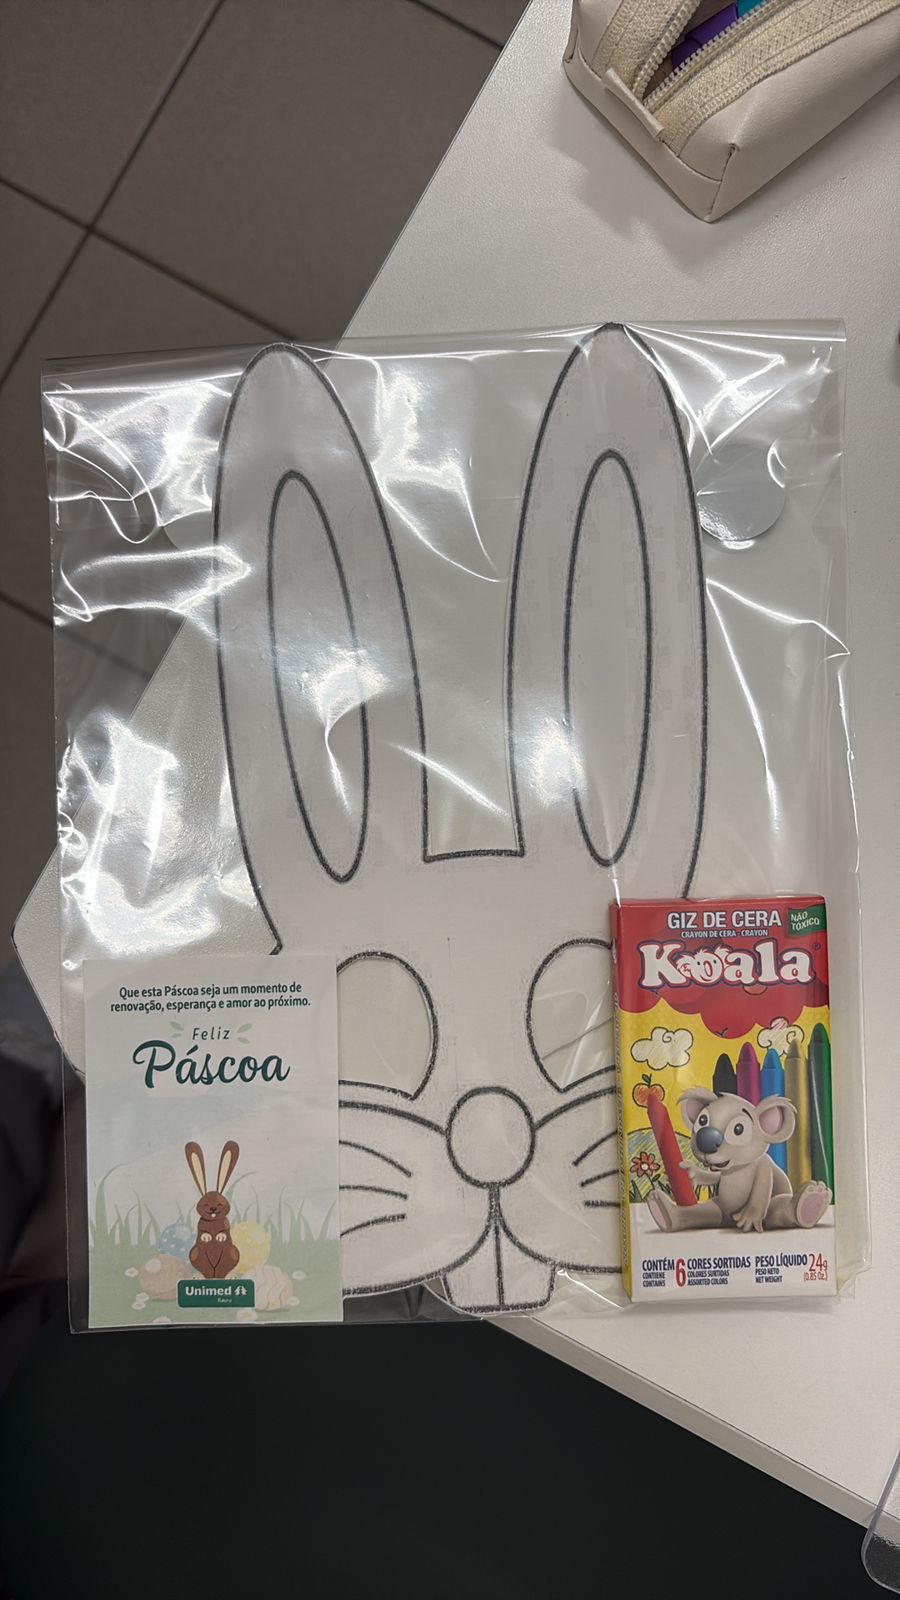 Que esta Páscoa seja um momento de
renovação, esperança e amor ao próximo.
Feliz
Páscoa
Unimed
Bauru
GIZ DE CERA
CRAYON DE CERA - CRAYON
NÃO
TÓXICO
Koala
CONTÉM 6 CORES SORTIDAS PESO LÍQUIDO 24g
CONTIENE COLORES SURTIDAS PESO NETO
CONTAINS ASSORTED COLORS NET WEIGHT (0.85 Oz.)